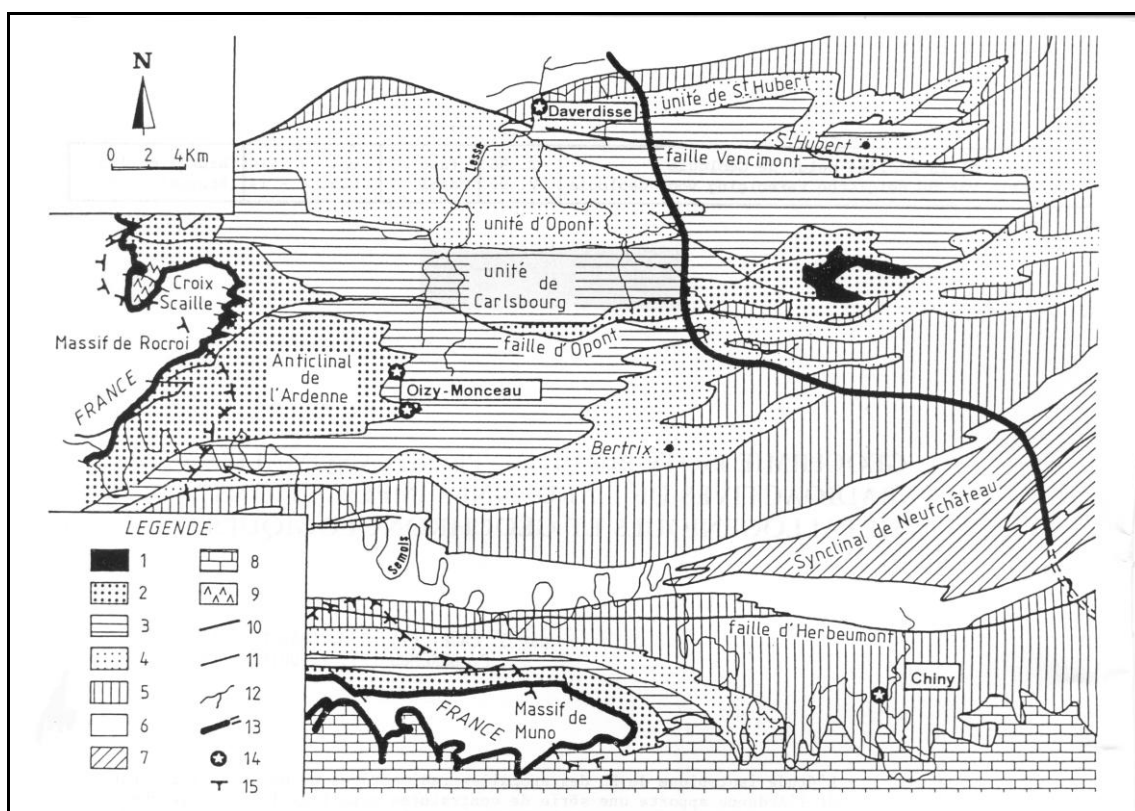 N
0 2 4Km
Daverdisse
unité de St Hubert
St Hubert
faille Vencimont
Lesse
unité d'Opont
unité
de
Carlsbourg
Croix
Scaille
Massif de Rocroi
faille d'Opont
Anticlinal
de
l'Ardenne
Oizy-Monceau
FRANCE
Bertrix
Synclinal de Neufchâteau
Semois
faille d'Herbeumont
Chiny
FRANCE
Massif de
Muno
LEGENDE
1
2
3
4
5
6
7
8
9
10
11
12
13
14
15